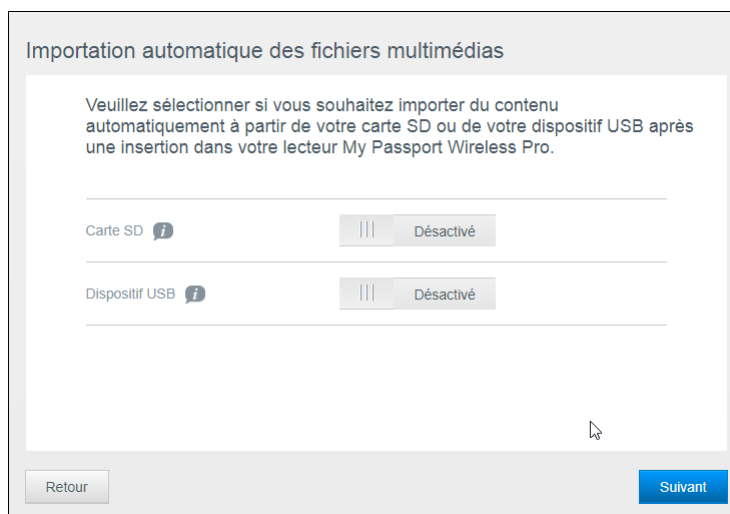 Importation automatique des fichiers multimédias
Veuillez sélectionner si vous souhaitez importer du contenu
automatiquement à partir de votre carte SD ou de votre dispositif USB après
une insertion dans votre lecteur My Passport Wireless Pro.
Carte SD i Désactivé
Dispositif USB i Désactivé
Retour Suivant